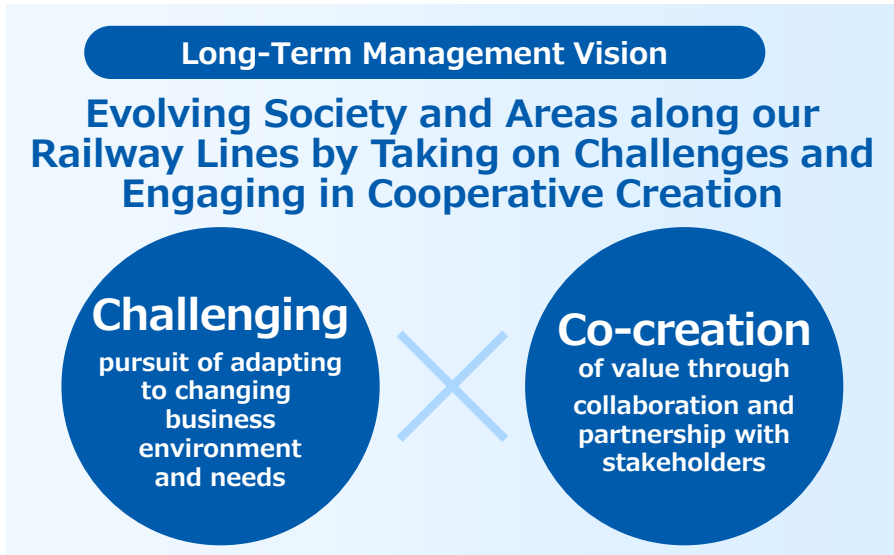 Long-Term Management Vision
Evolving Society and Areas along our
Railway Lines by Taking on Challenges and
Engaging in Cooperative Creation
Challenging
pursuit of adapting
to changing
business
environment
and needs
Co-creation
of value through
collaboration and
partnership with
stakeholders